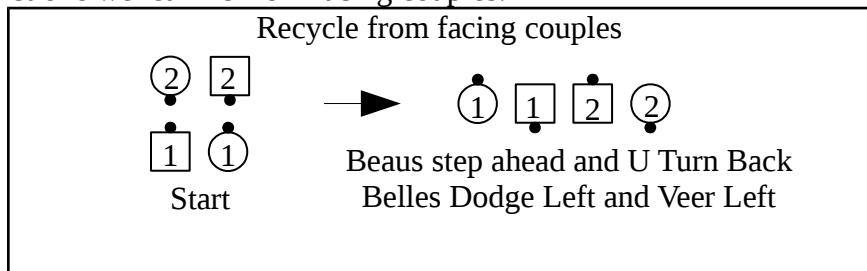 Recycle from facing couples
2 2
1 1 2 2
1 1
Beaus step ahead and U Turn Back
Start
Belles Dodge Left and Veer Left